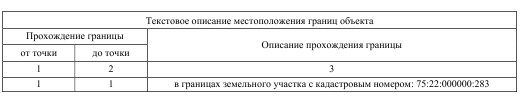 Текстовое описание местоположения границ объекта
Прохождение границы
Описание прохождения границы
от точки до точки
1 2 3
1 1 в границах земельного участка с кадастровым номером: 75:22:000000:283